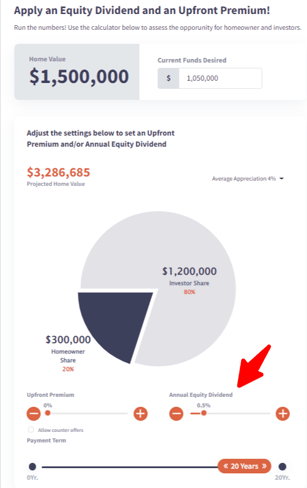 Apply an Equity Dividend and an Upfront Premium!
Run the numbers! Use the calculator below to assess the opporunity for homeowner and investors.
Home Value
$1,500,000
Current Funds Desired
$ 1,050,000
Adjust the settings below to set an Upfront
Premium and/or Annual Equity Dividend
$3,286,685
Projected Home Value
Average Appreciation 4%
$1,200,000
Investor Share
80%
$300,000
Homeowner
Share
20%
Upfront Premium
0%
Annual Equity Dividend
0.5%
Allow counter offers
Payment Term
« 20 Years »
0Yr.
20Yr.